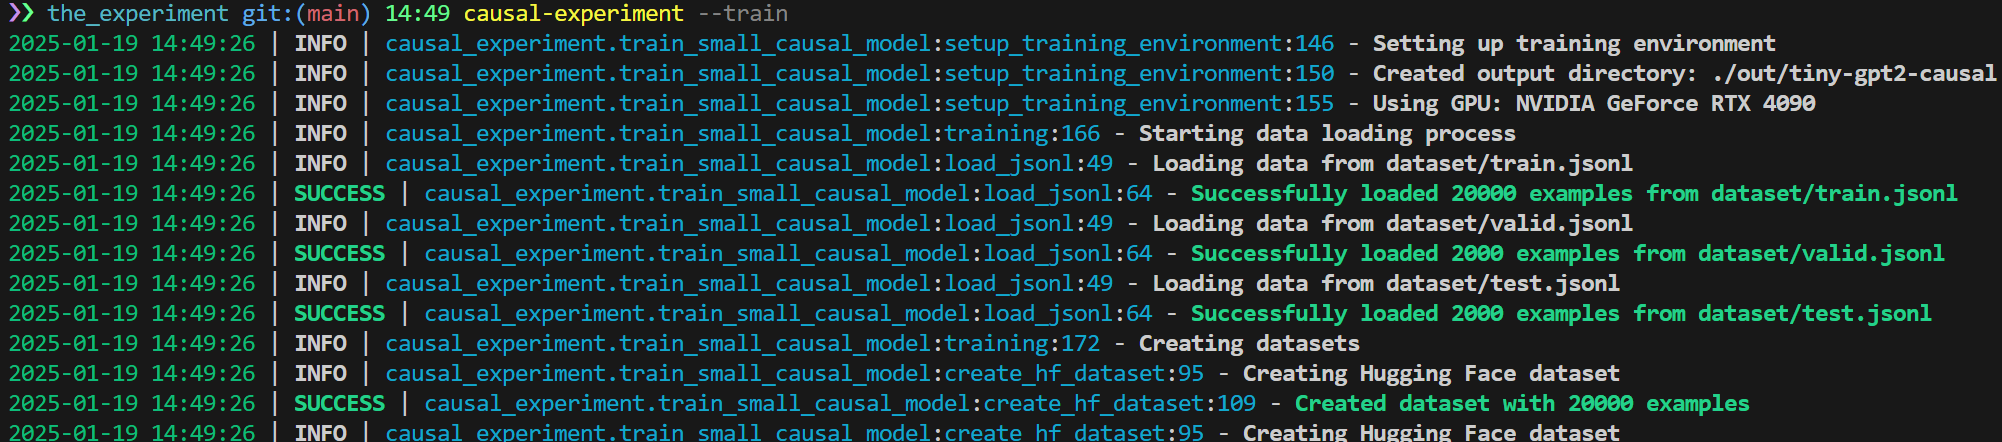 ❯❯ the_experiment git:(main) 14:49 causal-experiment --train
2025-01-19 14:49:26 | INFO | causal_experiment.train_small_causal_model:setup_training_environment:146 - Setting up training environment
2025-01-19 14:49:26 | INFO | causal_experiment.train_small_causal_model:setup_training_environment:150 - Created output directory: ./out/tiny-gpt2-causal
2025-01-19 14:49:26 | INFO | causal_experiment.train_small_causal_model:setup_training_environment:155 - Using GPU: NVIDIA GeForce RTX 4090
2025-01-19 14:49:26 | INFO | causal_experiment.train_small_causal_model:training:166 - Starting data loading process
2025-01-19 14:49:26 | INFO | causal_experiment.train_small_causal_model:load_jsonl:49 - Loading data from dataset/train.jsonl
2025-01-19 14:49:26 | SUCCESS | causal_experiment.train_small_causal_model:load_jsonl:64 - Successfully loaded 20000 examples from dataset/train.jsonl
2025-01-19 14:49:26 | INFO | causal_experiment.train_small_causal_model:load_jsonl:49 - Loading data from dataset/valid.jsonl
2025-01-19 14:49:26 | SUCCESS | causal_experiment.train_small_causal_model:load_jsonl:64 - Successfully loaded 2000 examples from dataset/valid.jsonl
2025-01-19 14:49:26 | INFO | causal_experiment.train_small_causal_model:load_jsonl:49 - Loading data from dataset/test.jsonl
2025-01-19 14:49:26 | SUCCESS | causal_experiment.train_small_causal_model:load_jsonl:64 - Successfully loaded 2000 examples from dataset/test.jsonl
2025-01-19 14:49:26 | INFO | causal_experiment.train_small_causal_model:training:172 - Creating datasets
2025-01-19 14:49:26 | INFO | causal_experiment.train_small_causal_model:create_hf_dataset:95 - Creating Hugging Face dataset
2025-01-19 14:49:26 | SUCCESS | causal_experiment.train_small_causal_model:create_hf_dataset:109 - Created dataset with 20000 examples
2025-01-19 14:49:26 | INFO | causal_experiment.train_small_causal_model:create_hf_dataset:95 - Creating Hugging Face dataset